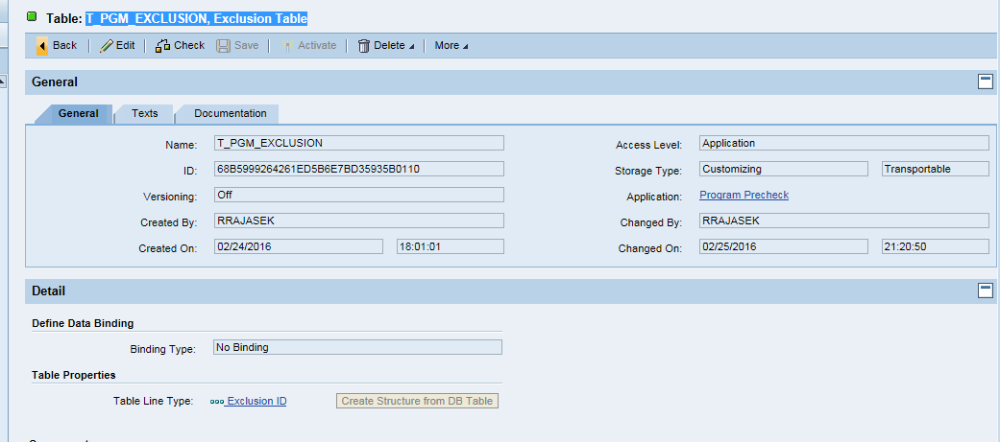 Table: T_PGM_EXCLUSION, Exclusion Table
Back Edit Check Save Activate Delete More
General
General Texts Documentation
Name: T_PGM_EXCLUSION Access Level: Application
ID: 68B5999264261ED5B6E7BD35935B0110 Storage Type: Customizing Transportable
Versioning: Off Application: Program Precheck
Created By: RRAJASEK Changed By: RRAJASEK
Created On: 02/24/2016 18:01:01 Changed On: 02/25/2016 21:20:50
Detail
Define Data Binding
Binding Type: No Binding
Table Properties
Table Line Type: Exclusion ID Create Structure from DB Table